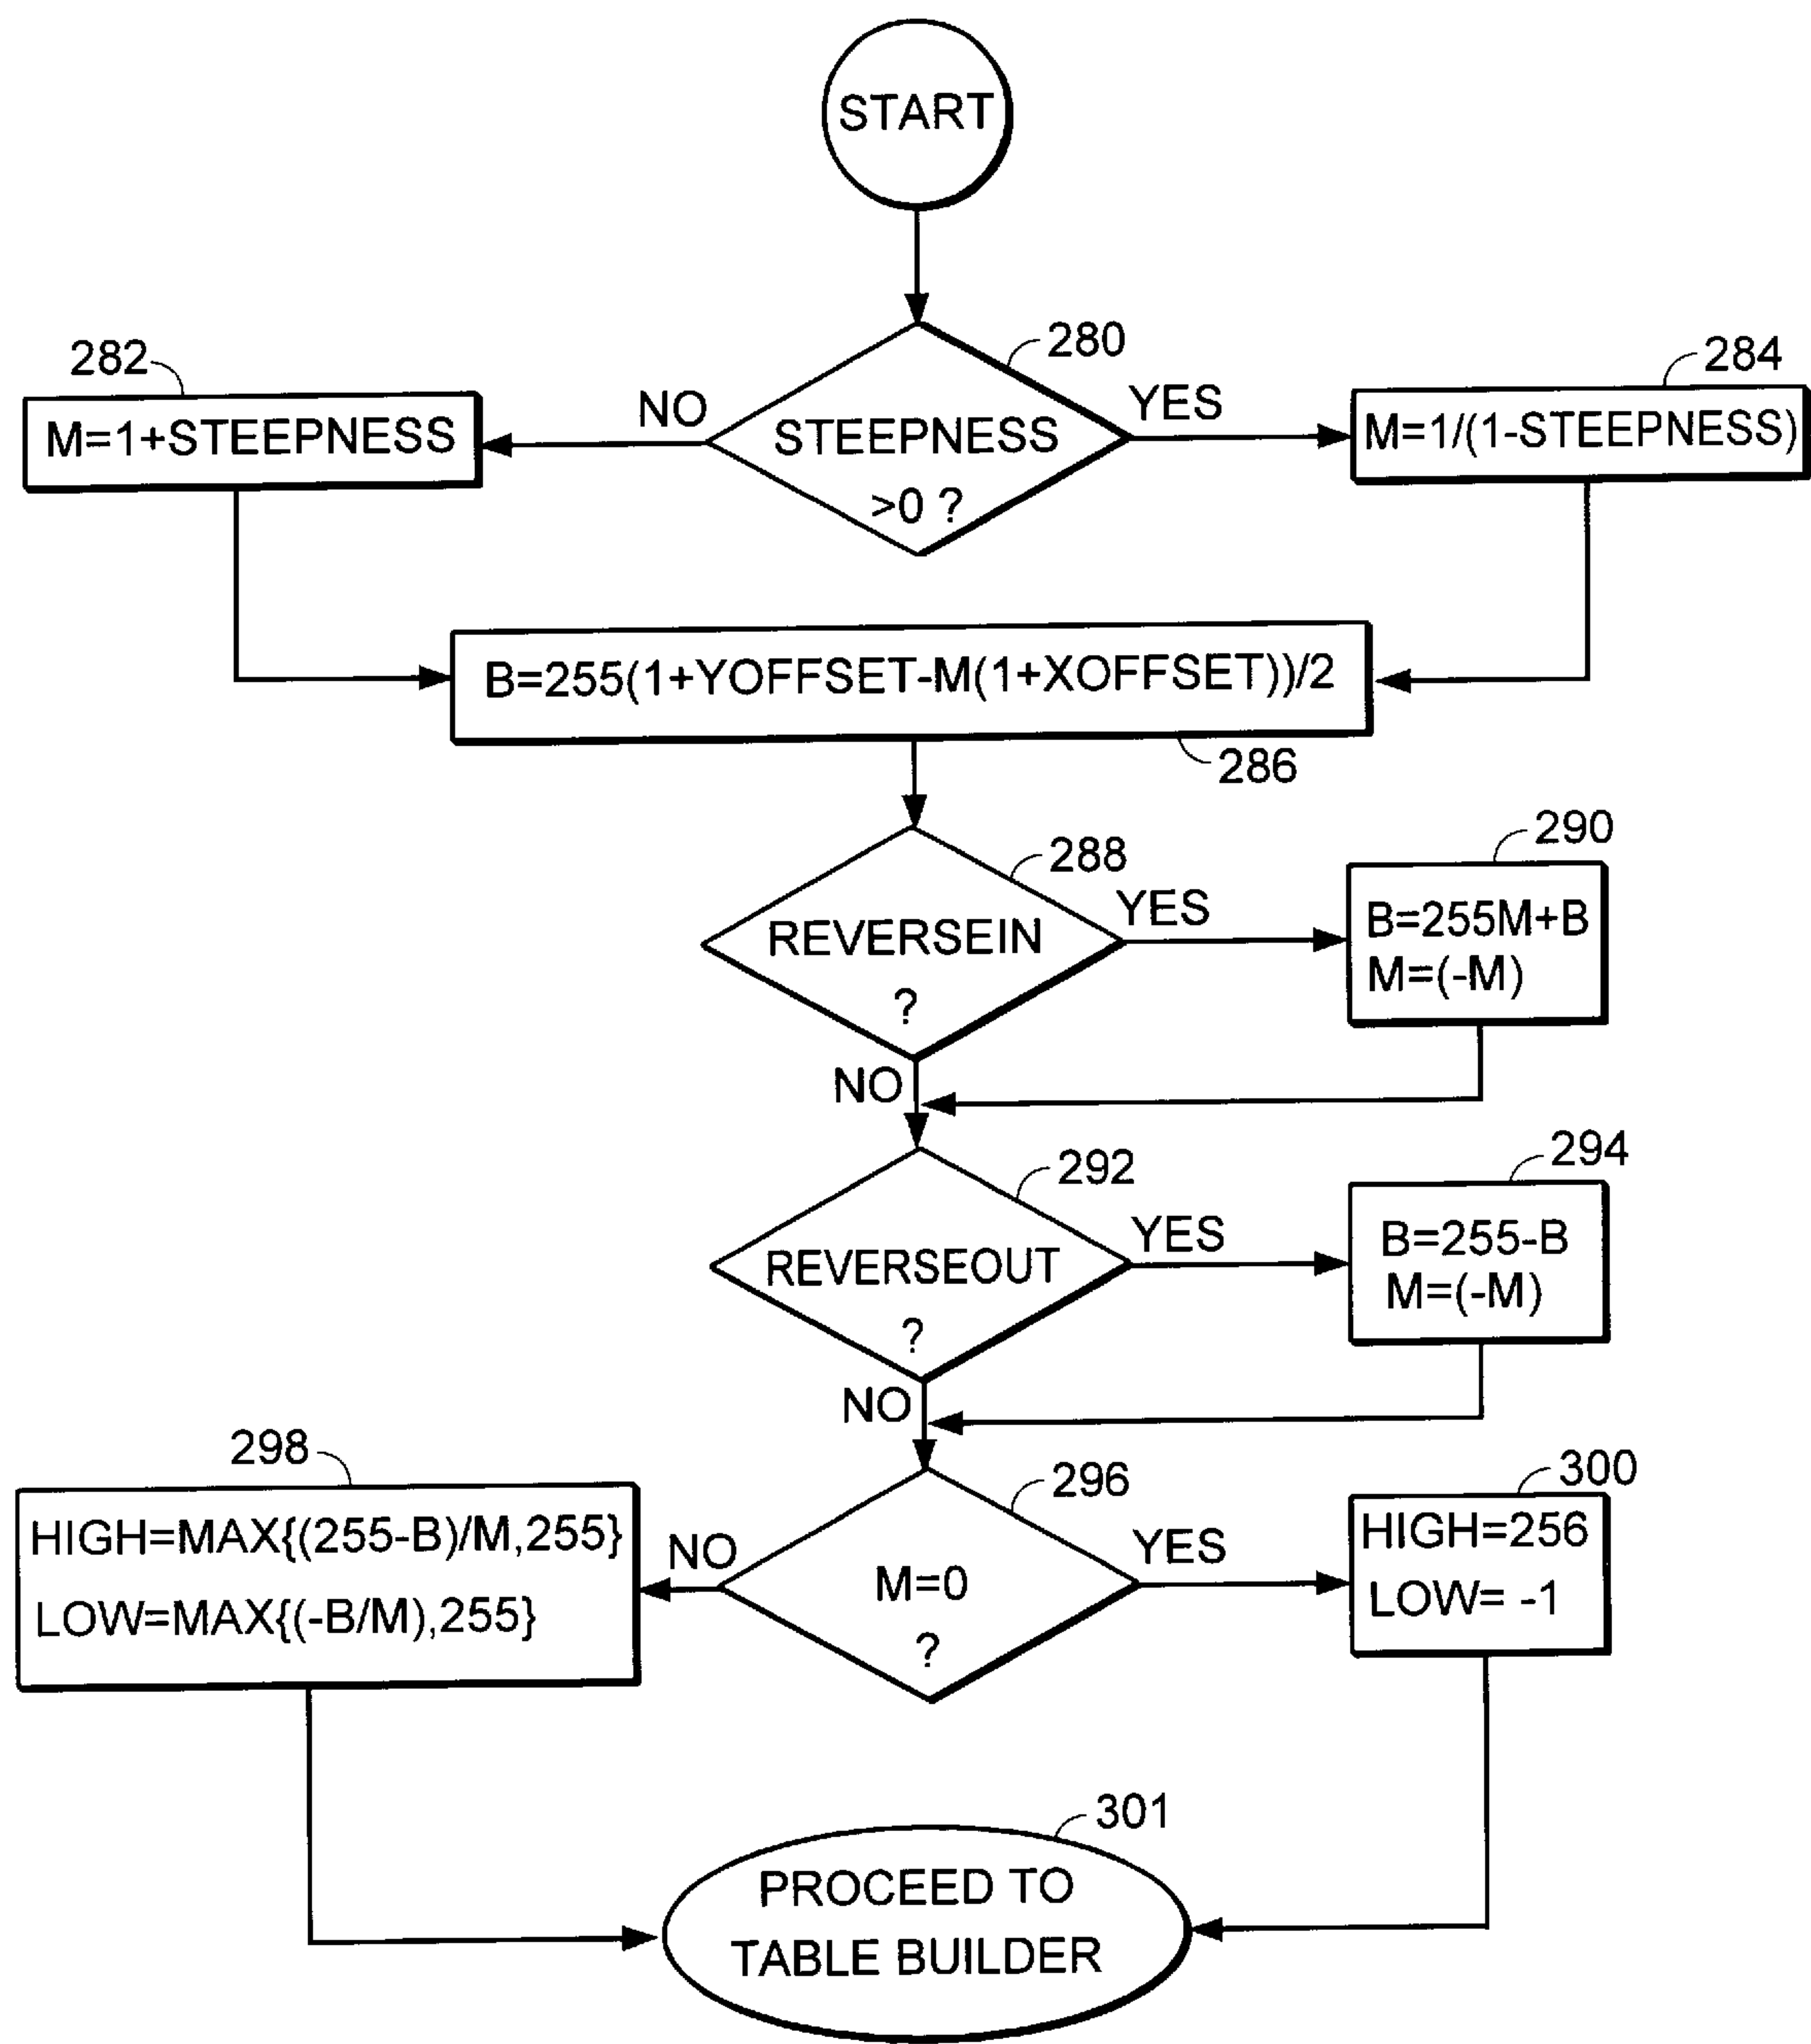 START
280
282
284
NO
YES
M=1+STEEPNESS
STEEPNESS
>0 ?
M=1/(1-STEEPNESS)
B=255(1+YOFFSET-M(1+XOFFSET))/2
286
288
290
YES
REVERSEIN
?
B=255M+B
M=(-M)
NO
292
294
YES
REVERSEOUT
?
B=255-B
M=(-M)
NO
298
296
300
HIGH=MAX{(255-B)/M,255}
LOW=MAX{(-B/M),255}
NO
M=0
?
YES
HIGH=256
LOW= -1
301
PROCEED TO
TABLE BUILDER